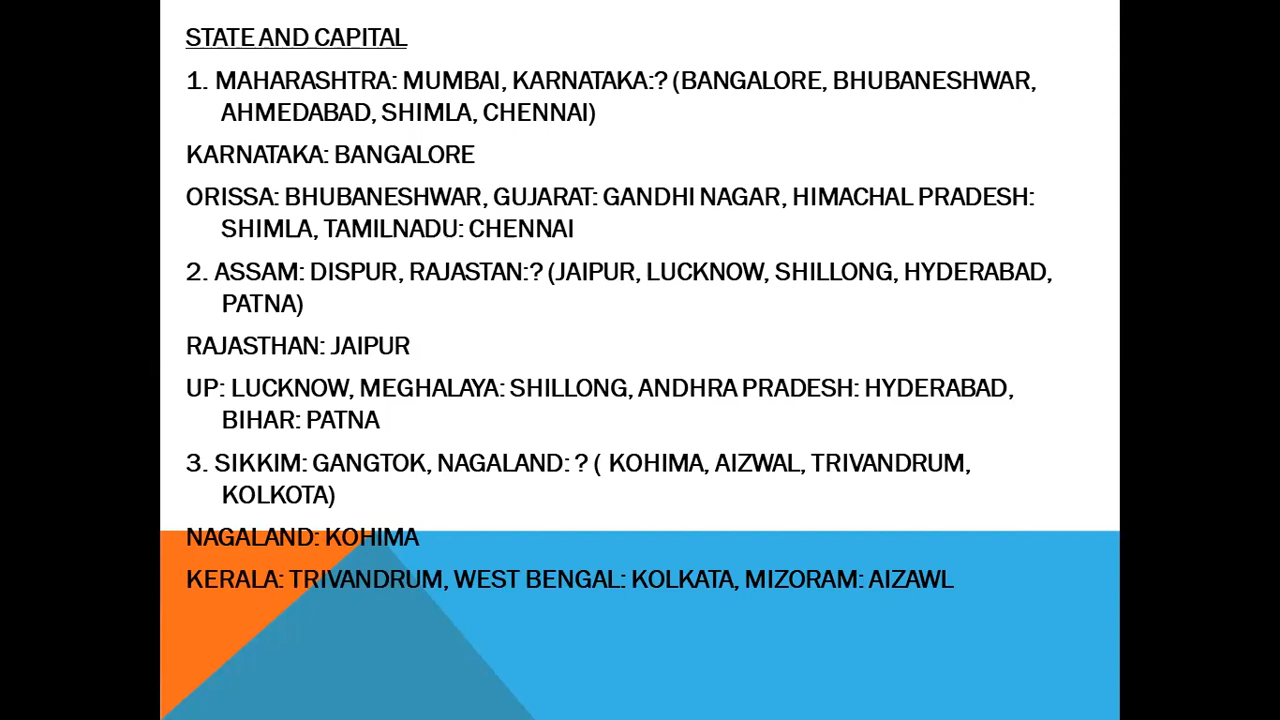 STATE AND CAPITAL
1. MAHARASHTRA: MUMBAI, KARNATAKA:? (BANGALORE, BHUBANESHWAR,
AHMEDABAD, SHIMLA, CHENNAI)
KARNATAKA: BANGALORE
ORISSA: BHUBANESHWAR, GUJARAT: GANDHI NAGAR, HIMACHAL PRADESH:
SHIMLA, TAMILNADU: CHENNAI
2. ASSAM: DISPUR, RAJASTAN:? (JAIPUR, LUCKNOW, SHILLONG, HYDERABAD,
PATNA)
RAJASTHAN: JAIPUR
UP: LUCKNOW, MEGHALAYA: SHILLONG, ANDHRA PRADESH: HYDERABAD,
BIHAR: PATNA
3. SIKKIM: GANGTOK, NAGALAND: ? ( KOHIMA, AIZWAL, TRIVANDRUM,
KOLKOTA)
NAGALAND: KOHIMA
KERALA: TRIVANDRUM, WEST BENGAL: KOLKATA, MIZORAM: AIZAWL